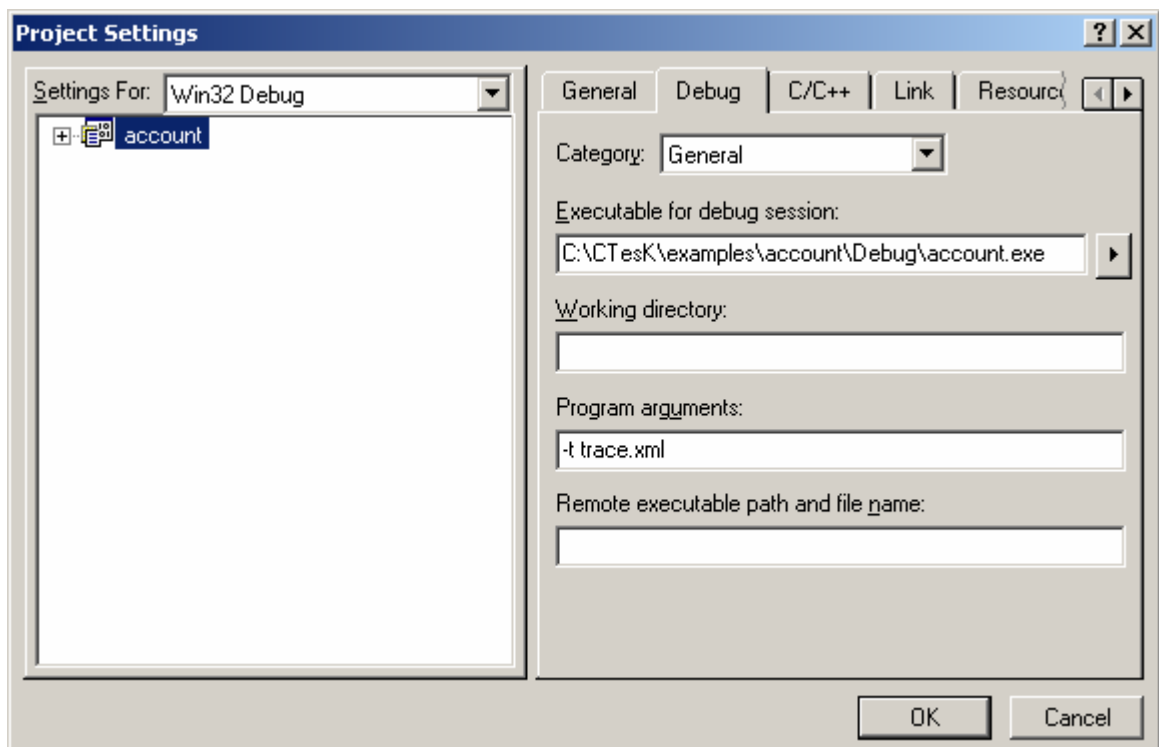 Project Settings
Settings For: Win32 Debug
account
General Debug C/C++ Link
Category: General
Executable for debug session:
C:\CTesK\examples\account\Debug\account.exe
Working directory:
Program arguments:
-t trace.xml
Remote executable path and file name:
OK Cancel